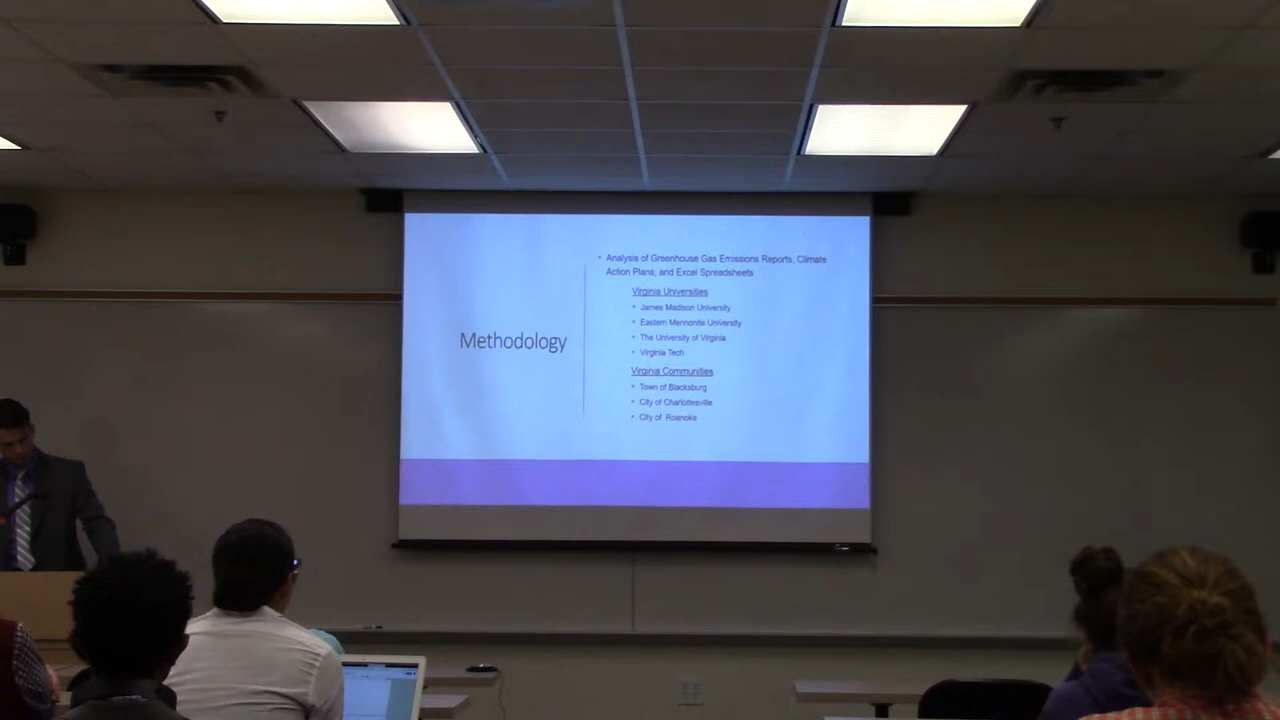 Methodology
• Analysis of Greenhouse Gas Emissions Reports, Climate
Action Plans, and Excel Spreadsheets
Virginia Universities
• James Madison University
• Eastern Mennonite University
• The University of Virginia
• Virginia Tech
Virginia Communities
• Town of Blacksburg
• City of Charlottesville
• City of Roanoke